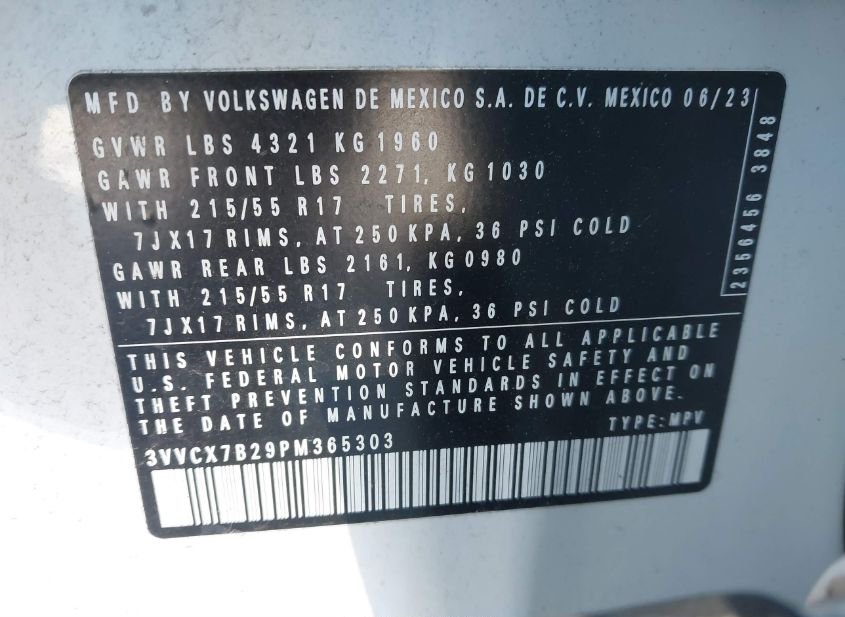 MFD BY VOLKSWAGEN DE MEXICO S.A. DE C.V. MEXICO 06/23
GVWR LBS 4321 KG 1960
GAWR FRONT LBS 2271, KG1030
WITH 215/55 R17 TIRES,
7JX17 RIMS, AT 250 KPA, 36 PSI COLD
GAWR REAR LBS 2161, KG0980
WITH 215/55 R17 TIRES,
7JX17 RIMS, AT 250 KPA, 36 PSI COLD
THIS VEHICLE CONFORMS TO ALL APPLICABLE
U.S. FEDERAL MOTOR VEHICLE SAFETY AND
THEFT PREVENTION STANDARDS IN EFFECT ON
THE DATE OF MANUFACTURE SHOWN ABOVE.
TYPE:MPV
3VVCX7B29PM365303
2356456 3848